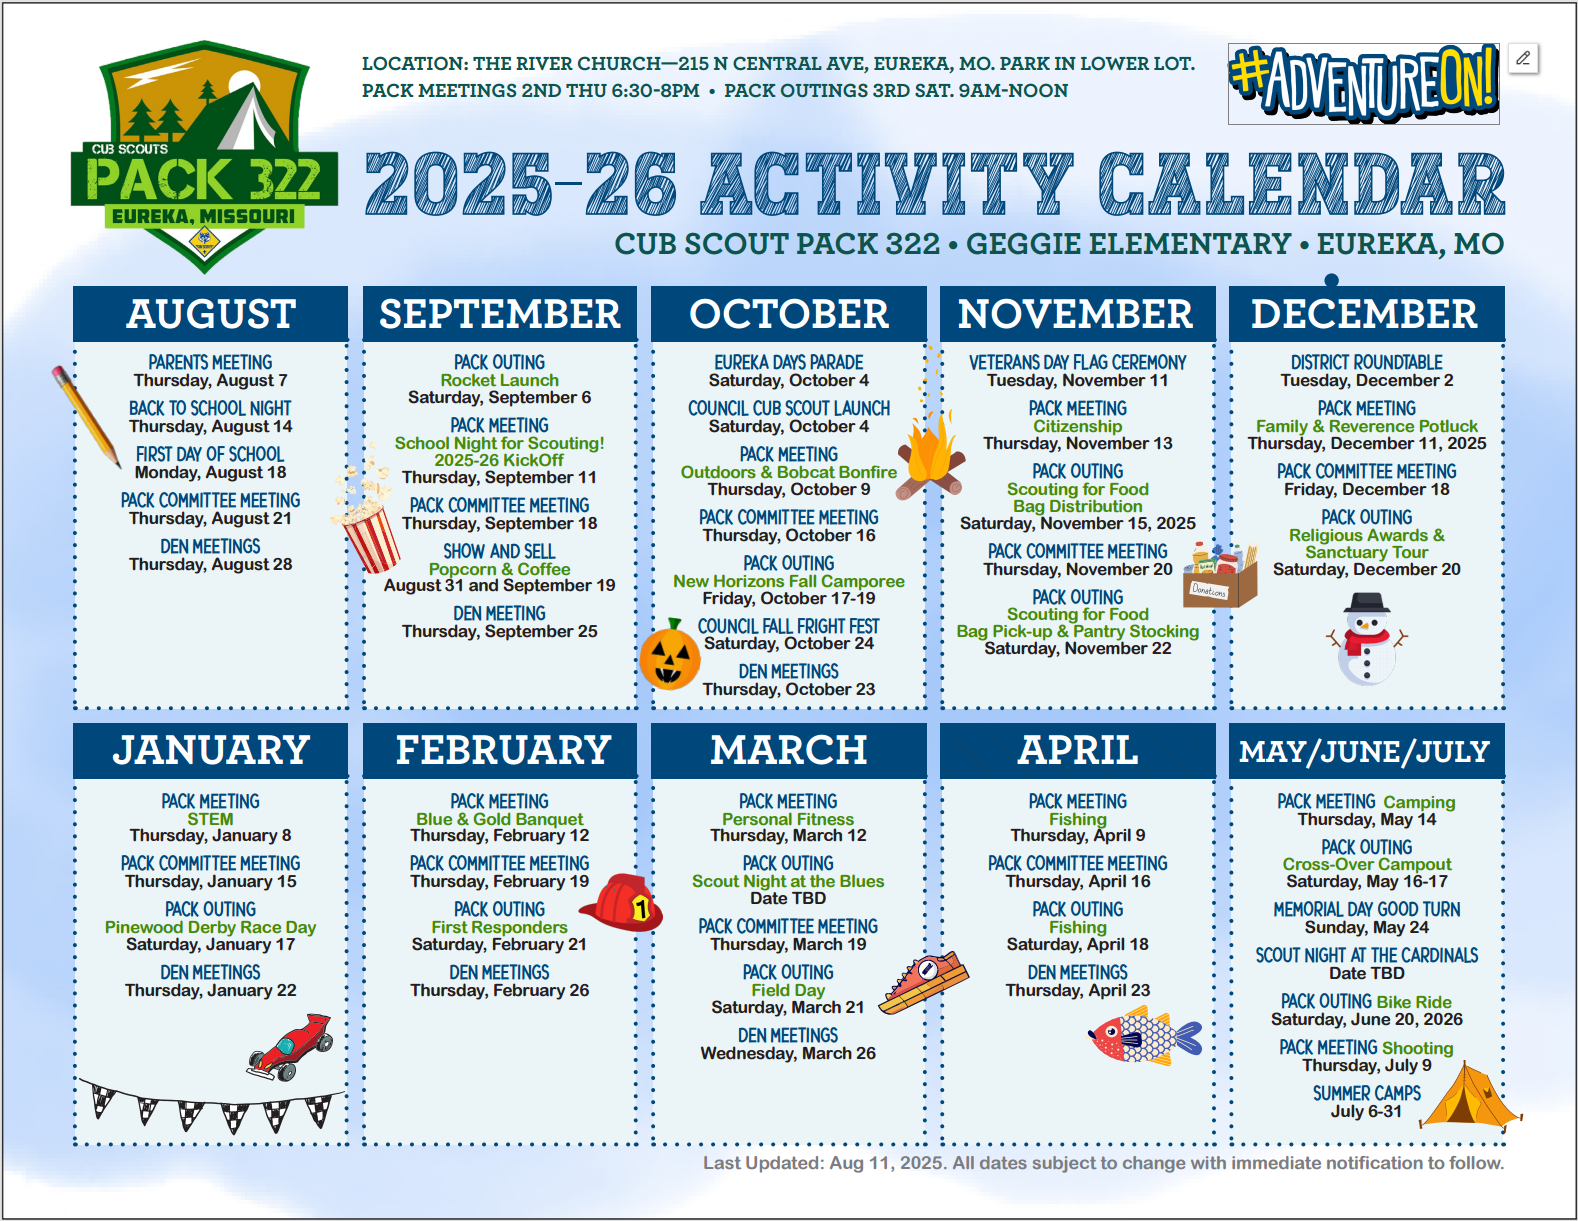 LOCATION: THE RIVER CHURCH—215 N CENTRAL AVE, EUREKA, MO. PARK IN LOWER LOT.
PACK MEETINGS 2ND THU 6:30-8PM • PACK OUTINGS 3RD SAT. 9AM-NOON
#ADVENTUREON!
CUB SCOUTS
PACK 322
EUREKA, MISSOURI
2025-26 ACTIVITY CALENDAR
CUB SCOUT PACK 322 • GEGGIE ELEMENTARY • EUREKA, MO
AUGUST
PARENTS MEETING
Thursday, August 7
BACK TO SCHOOL NIGHT
Thursday, August 14
FIRST DAY OF SCHOOL
Monday, August 18
PACK COMMITTEE MEETING
Thursday, August 21
DEN MEETINGS
Thursday, August 28
SEPTEMBER
PACK OUTING
Rocket Launch
Saturday, September 6
PACK MEETING
School Night for Scouting!
2025-26 KickOff
Thursday, September 11
PACK COMMITTEE MEETING
Thursday, September 18
SHOW AND SELL
Popcorn & Coffee
August 31 and September 19
DEN MEETING
Thursday, September 25
OCTOBER
EUREKA DAYS PARADE
Saturday, October 4
COUNCIL CUB SCOUT LAUNCH
Saturday, October 4
PACK MEETING
Outdoors & Bobcat Bonfire
Thursday, October 9
PACK COMMITTEE MEETING
Thursday, October 16
PACK OUTING
New Horizons Fall Camporee
Friday, October 17-19
COUNCIL FALL FRIGHT FEST
Saturday, October 24
DEN MEETINGS
Thursday, October 23
NOVEMBER
VETERANS DAY FLAG CEREMONY
Tuesday, November 11
PACK MEETING
Citizenship
Thursday, November 13
PACK OUTING
Scouting for Food
Bag Distribution
Saturday, November 15, 2025
PACK COMMITTEE MEETING
Thursday, November 20
PACK OUTING
Scouting for Food
Bag Pick-up & Pantry Stocking
Saturday, November 22
Donations
DECEMBER
DISTRICT ROUNDTABLE
Tuesday, December 2
PACK MEETING
Family & Reverence Potluck
Thursday, December 11, 2025
PACK COMMITTEE MEETING
Friday, December 18
PACK OUTING
Religious Awards &
Sanctuary Tour
Saturday, December 20
JANUARY
PACK MEETING
STEM
Thursday, January 8
PACK COMMITTEE MEETING
Thursday, January 15
PACK OUTING
Pinewood Derby Race Day
Saturday, January 17
DEN MEETINGS
Thursday, January 22
FEBRUARY
PACK MEETING
Blue & Gold Banquet
Thursday, February 12
PACK COMMITTEE MEETING
Thursday, February 19
PACK OUTING
First Responders
Saturday, February 21
DEN MEETINGS
Thursday, February 26
1
MARCH
PACK MEETING
Personal Fitness
Thursday, March 12
PACK OUTING
Scout Night at the Blues
Date TBD
PACK COMMITTEE MEETING
Thursday, March 19
PACK OUTING
Field Day
Saturday, March 21
DEN MEETINGS
Wednesday, March 26
APRIL
PACK MEETING
Fishing
Thursday, April 9
PACK COMMITTEE MEETING
Thursday, April 16
PACK OUTING
Fishing
Saturday, April 18
DEN MEETINGS
Thursday, April 23
MAY/JUNE/JULY
PACK MEETING Camping
Thursday, May 14
PACK OUTING
Cross-Over Campout
Saturday, May 16-17
MEMORIAL DAY GOOD TURN
Sunday, May 24
SCOUT NIGHT AT THE CARDINALS
Date TBD
PACK OUTING Bike Ride
Saturday, June 20, 2026
PACK MEETING Shooting
Thursday, July 9
SUMMER CAMPS
July 6-31
Last Updated: Aug 11, 2025. All dates subject to change with immediate notification to follow.